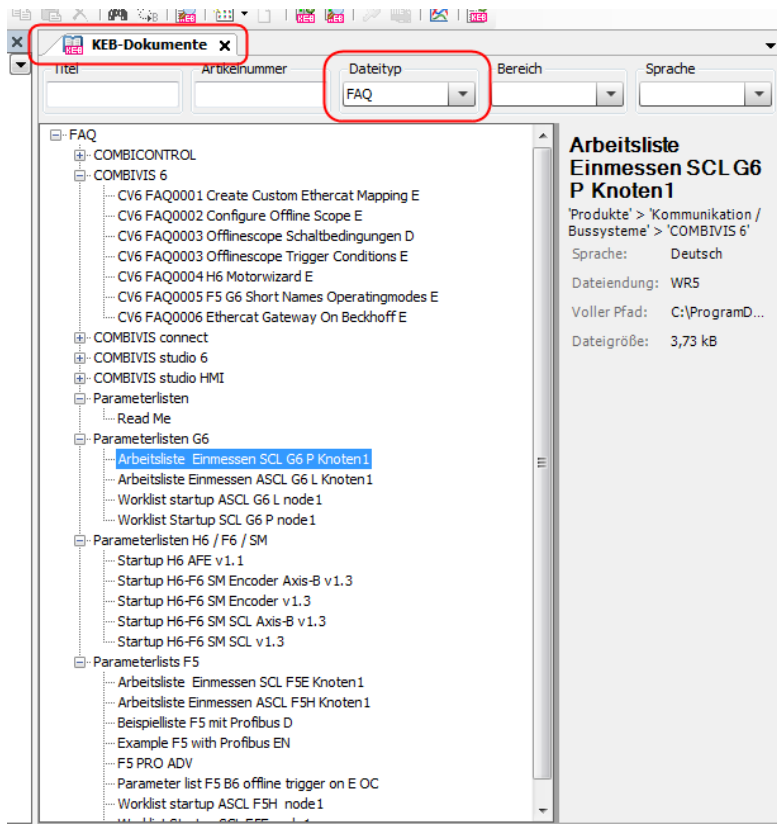 KEB-Dokumente
Titel
Artikelnummer
Dateityp
Bereich
Sprache
FAQ
FAQ
COMBICONTROL
COMBIVIS 6
CV6 FAQ0001 Create Custom Ethercat Mapping E
CV6 FAQ0002 Configure Offline Scope E
CV6 FAQ0003 Offlinescope Schaltbedingungen D
CV6 FAQ0003 Offlinescope Trigger Conditions E
CV6 FAQ0004 H6 Motorwizard E
CV6 FAQ0005 F5 G6 Short Names Operatingmodes E
CV6 FAQ0006 Ethercat Gateway On Beckhoff E
COMBIVIS connect
COMBIVIS studio 6
COMBIVIS studio HMI
Parameterlisten
Read Me
Parameterlisten G6
Arbeitsliste Einmessen SCL G6 P Knoten1
Arbeitsliste Einmessen ASCL G6 L Knoten1
Worklist startup ASCL G6 L node1
Worklist Startup SCL G6 P node1
Parameterlisten H6 / F6 / SM
Startup H6 AFE v1.1
Startup H6-F6 SM Encoder Axis-B v1.3
Startup H6-F6 SM Encoder v1.3
Startup H6-F6 SM SCL Axis-B v1.3
Startup H6-F6 SM SCL v1.3
Parameterlists F5
Arbeitsliste Einmessen SCL F5E Knoten1
Arbeitsliste Einmessen ASCL F5H Knoten1
Beispielliste F5 mit Profibus D
Example F5 with Profibus EN
F5 PRO ADV
Parameter list F5 B6 offline trigger on E OC
Worklist startup ASCL F5H node1
Arbeitsliste
Einmessen SCL G6
P Knoten1
'Produkte' > 'Kommunikation /
Bussysteme' > 'COMBIVIS 6'
Sprache: Deutsch
Dateiendung: WR5
Voller Pfad: C:\ProgramD...
Dateigröße: 3,73 kB